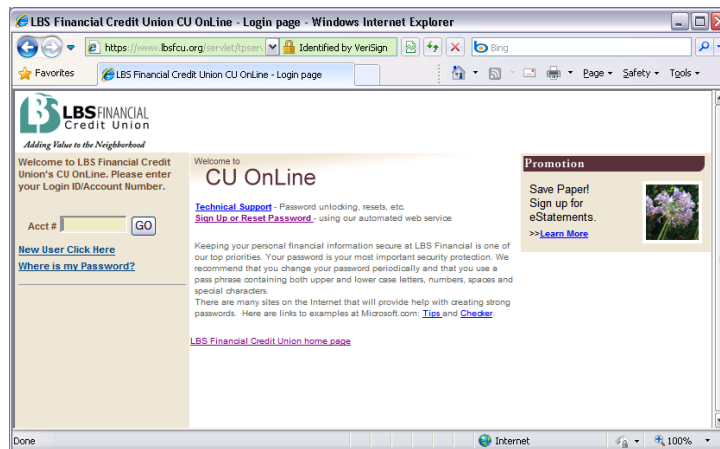 LBS Financial Credit Union CU OnLine - Login page - Windows Internet Explorer
https://www.lbsfcu.org/servlet/tpserv
Identified by VeriSign
Bing
Favorites
LBS Financial Credit Union CU OnLine - Login page
Page
Safety
Tools
LBS FINANCIAL
Credit Union
Adding Value to the Neighborhood
Welcome to LBS Financial Credit
Union's CU OnLine. Please enter
your Login ID/Account Number.
Acct #
GO
New User Click Here
Where is my Password?
Welcome to
CU OnLine
Technical Support - Password unlocking, resets, etc.
Sign Up or Reset Password - using our automated web service
Keeping your personal financial information secure at LBS Financial is one of
our top priorities. Your password is your most important security protection. We
recommend that you change your password periodically and that you use a
pass phrase containing both upper and lower case letters, numbers, spaces and
special characters.
There are many sites on the Internet that will provide help with creating strong
passwords. Here are links to examples at Microsoft.com: Tips and Checker.
LBS Financial Credit Union home page
Promotion
Save Paper!
Sign up for
eStatements.
>>Learn More
Done
Internet
100%